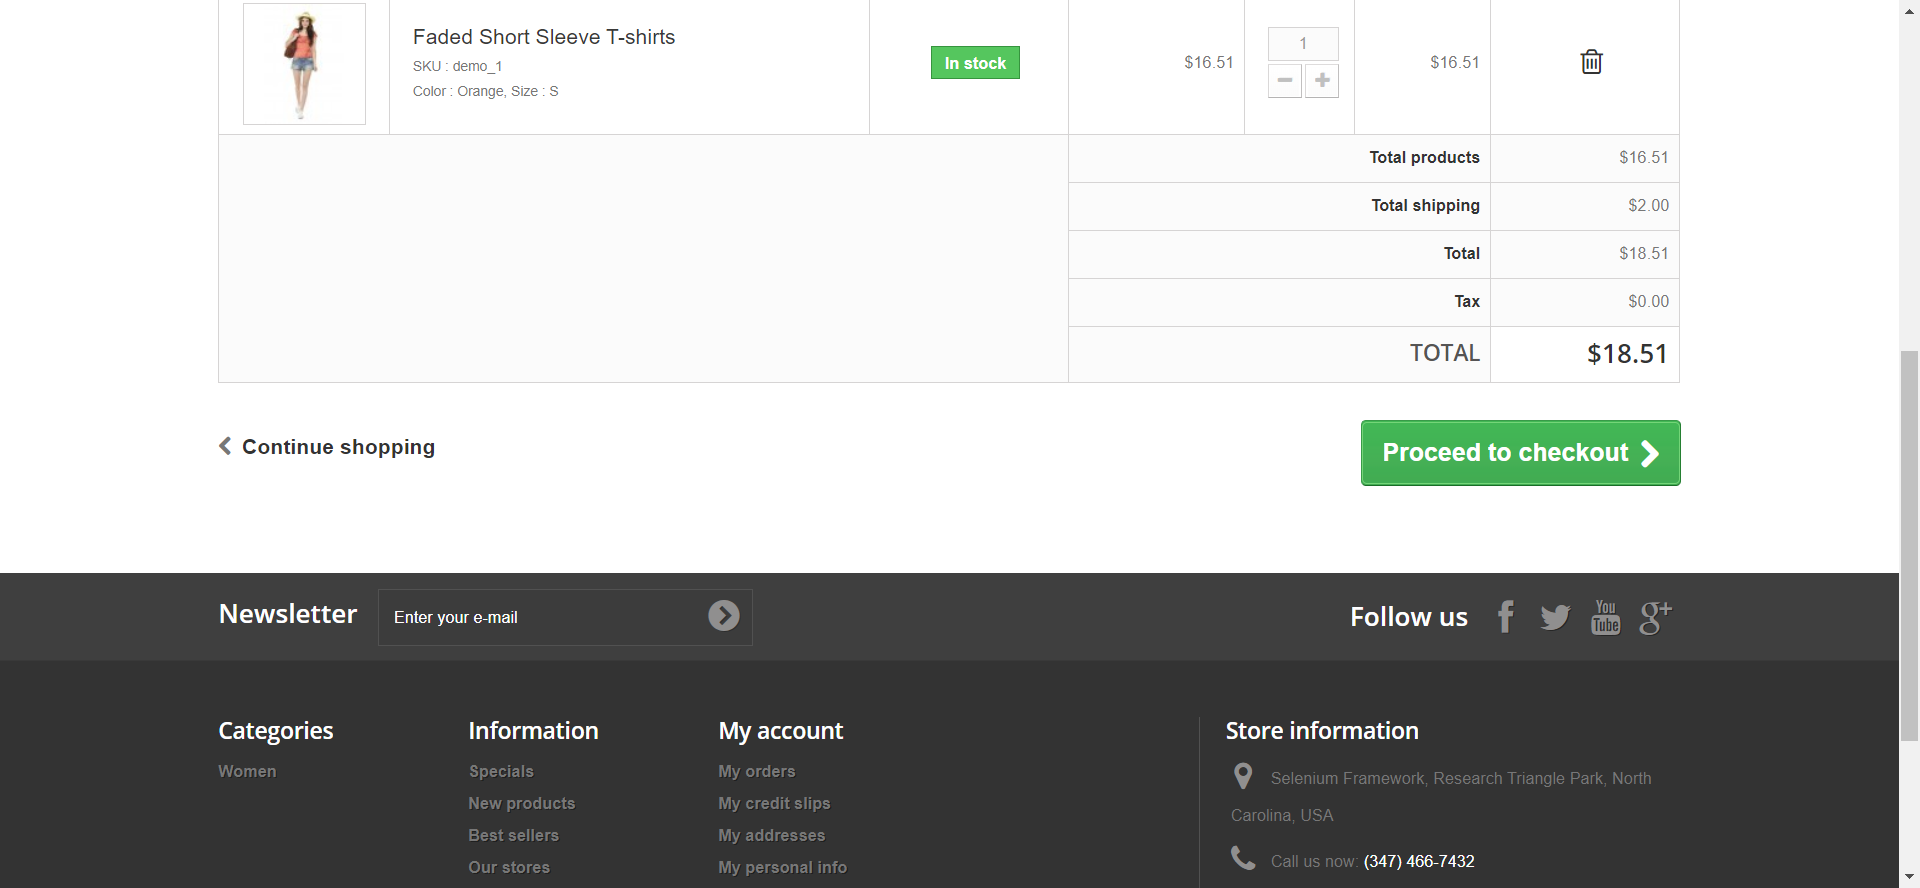 Faded Short Sleeve T-shirts
SKU : demo_1
Color : Orange, Size : S
In stock
$16.51
1
$16.51
Total products $16.51
Total shipping $2.00
Total $18.51
Tax $0.00
TOTAL $18.51
Continue shopping
Proceed to checkout
Newsletter
Enter your e-mail
Follow us
You
Tube
g+
Categories
Women
Information
Specials
New products
Best sellers
Our stores
My account
My orders
My credit slips
My addresses
My personal info
Store information
Selenium Framework, Research Triangle Park, North
Carolina, USA
Call us now: (347) 466-7432